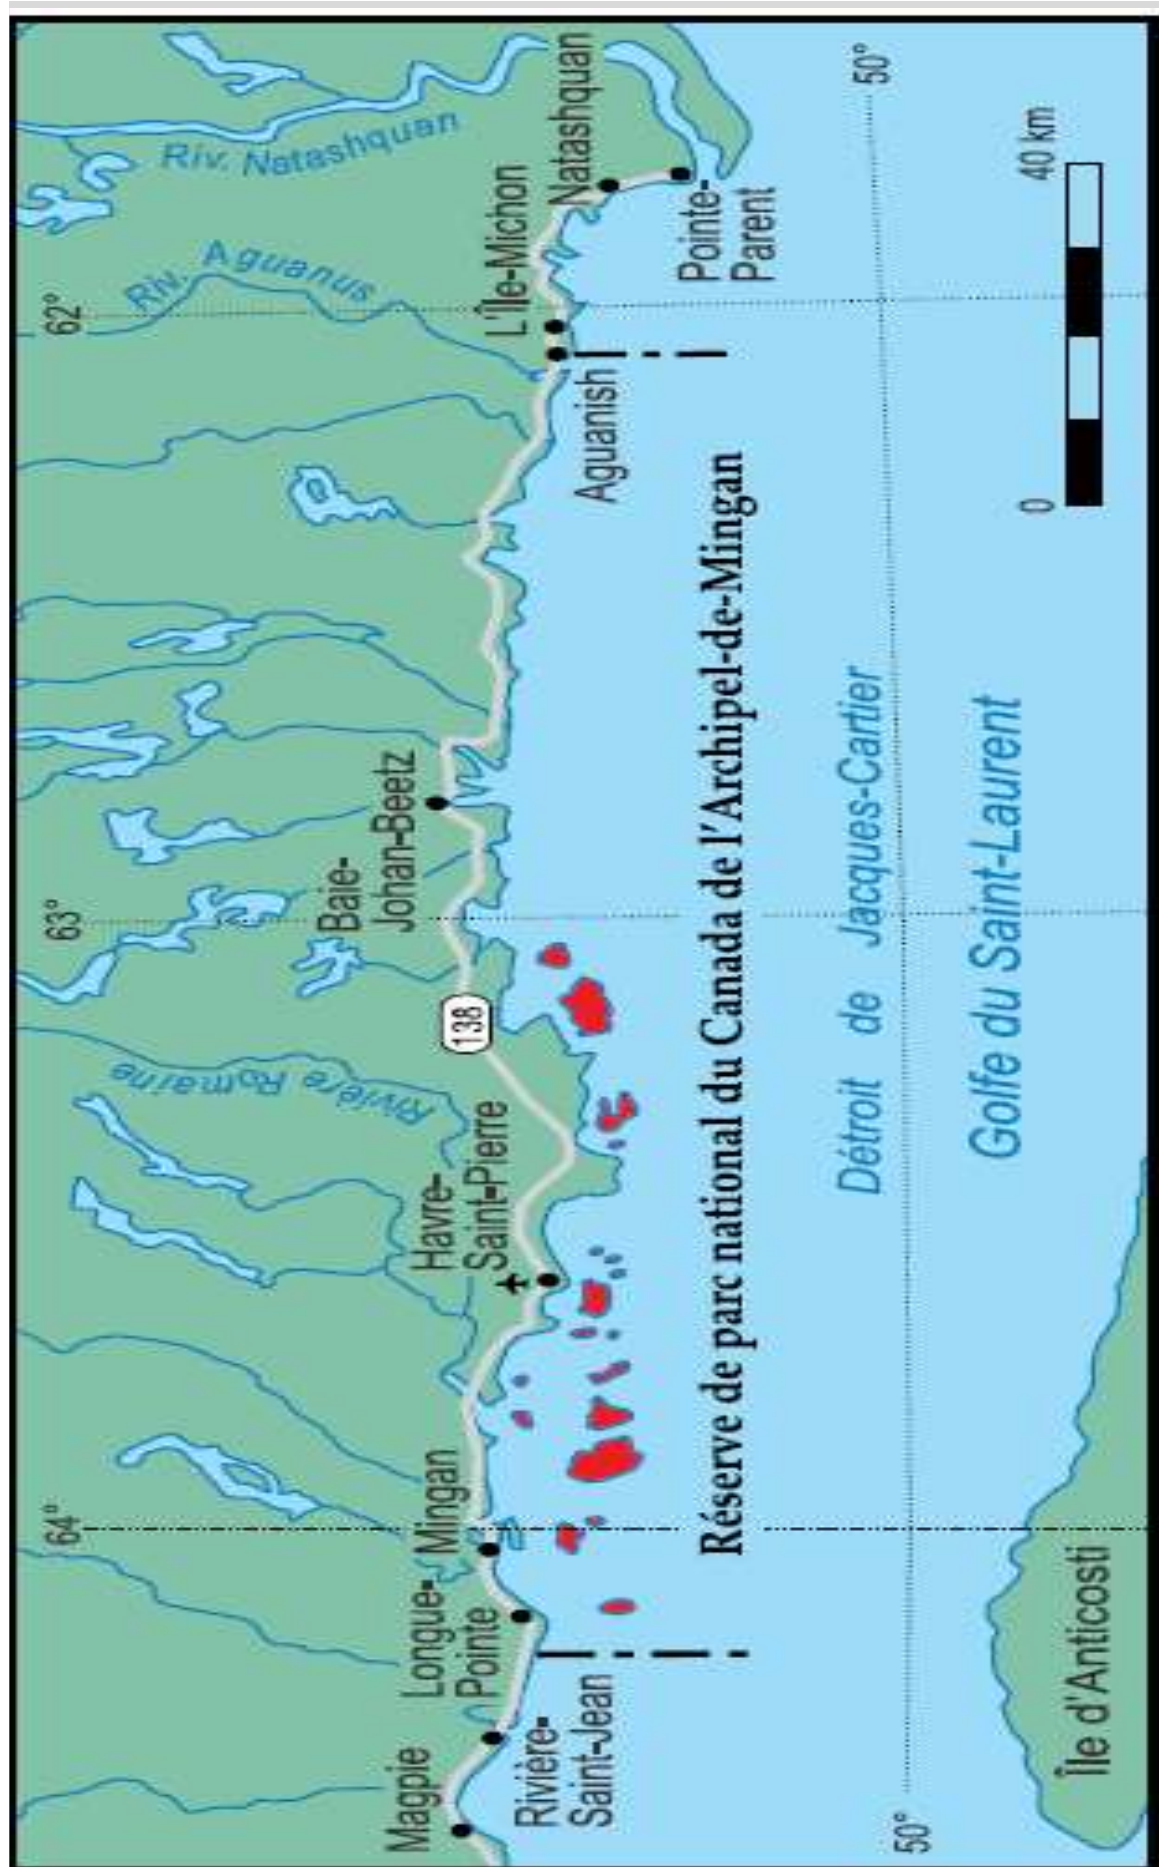 64°
63°
62°
Riv. Natashquan
Riv. Aguanus
Rivière Romaine
Magpie
Longue-
Pointe
Mingan
Havre-
Saint-Pierre
138
Baie-
Johan-Beetz
L'Île-Michon
Natashquan
Rivière-
Saint-Jean
Aguanish
Pointe-
Parent
Réserve de parc national du Canada de l'Archipel-de-Mingan
Détroit de Jacques-Cartier
50°
50°
Golfe du Saint-Laurent
Île d'Anticosti
0
40 km